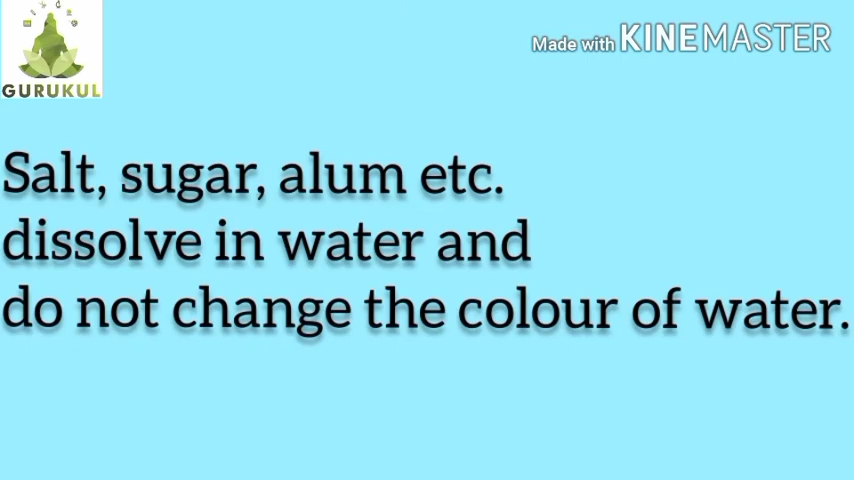 GURUKUL
Made with KINEMASTER
Salt, sugar, alum etc.
dissolve in water and
do not change the colour of water.